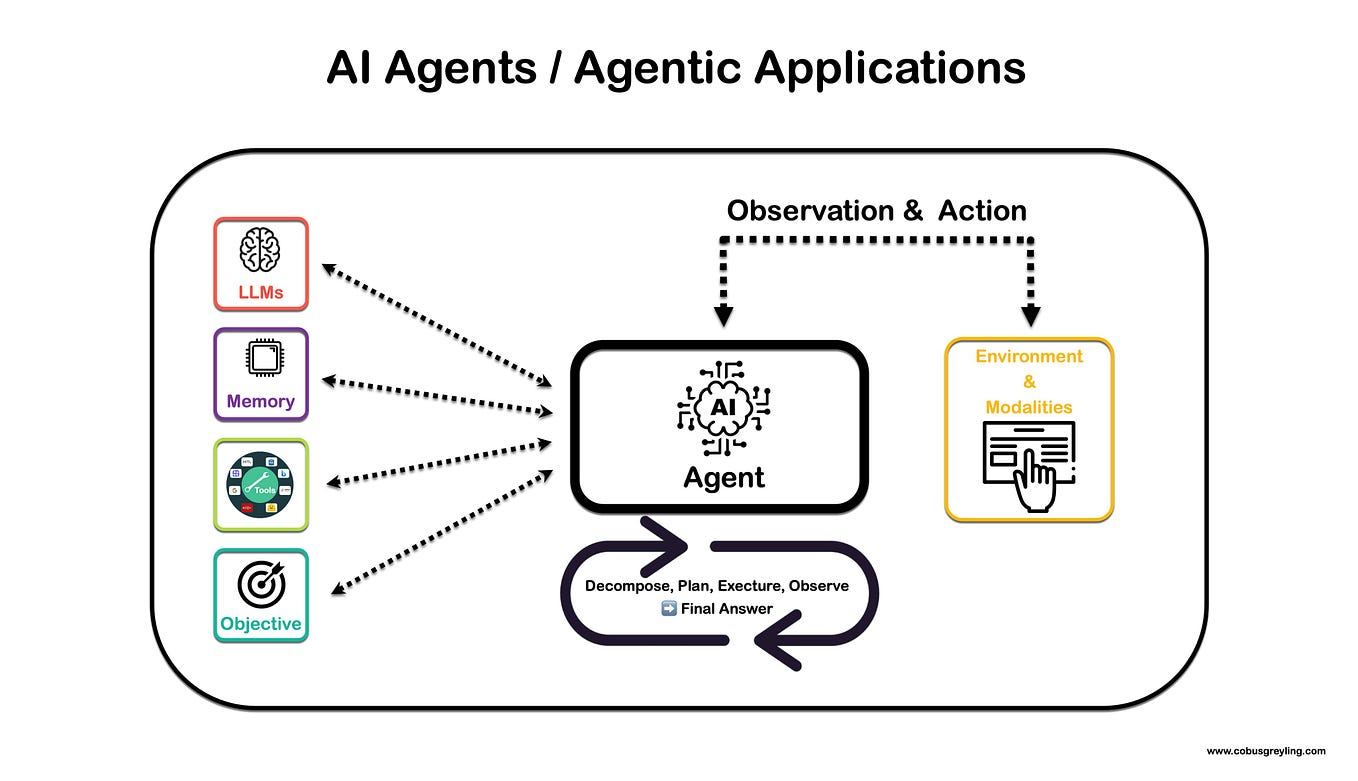 AI Agents / Agentic Applications
Observation & Action
LLMs
Memory
Tools
Objective
AI
Agent
Environment
&
Modalities
Decompose, Plan, Execture, Observe
➡️ Final Answer
www.cobusgreyling.com